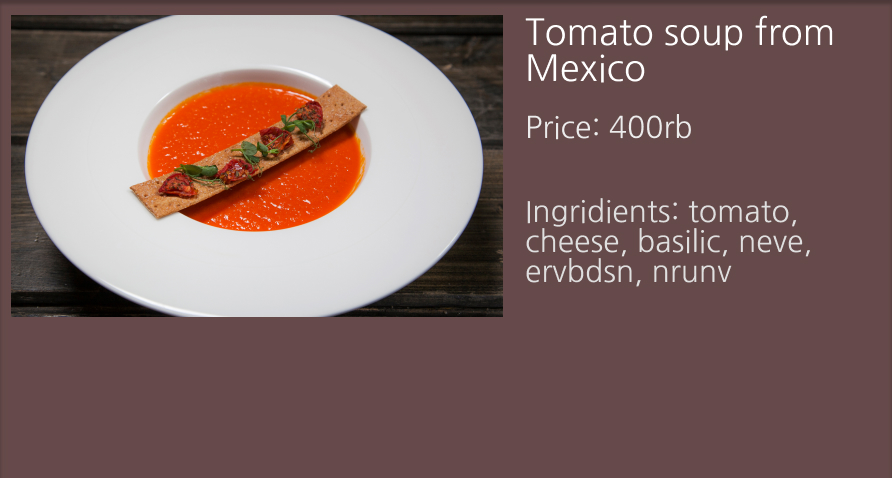 Tomato soup from
Mexico
Price: 400rb
Ingridients: tomato,
cheese, basilic, neve,
ervbdsn, nrunv